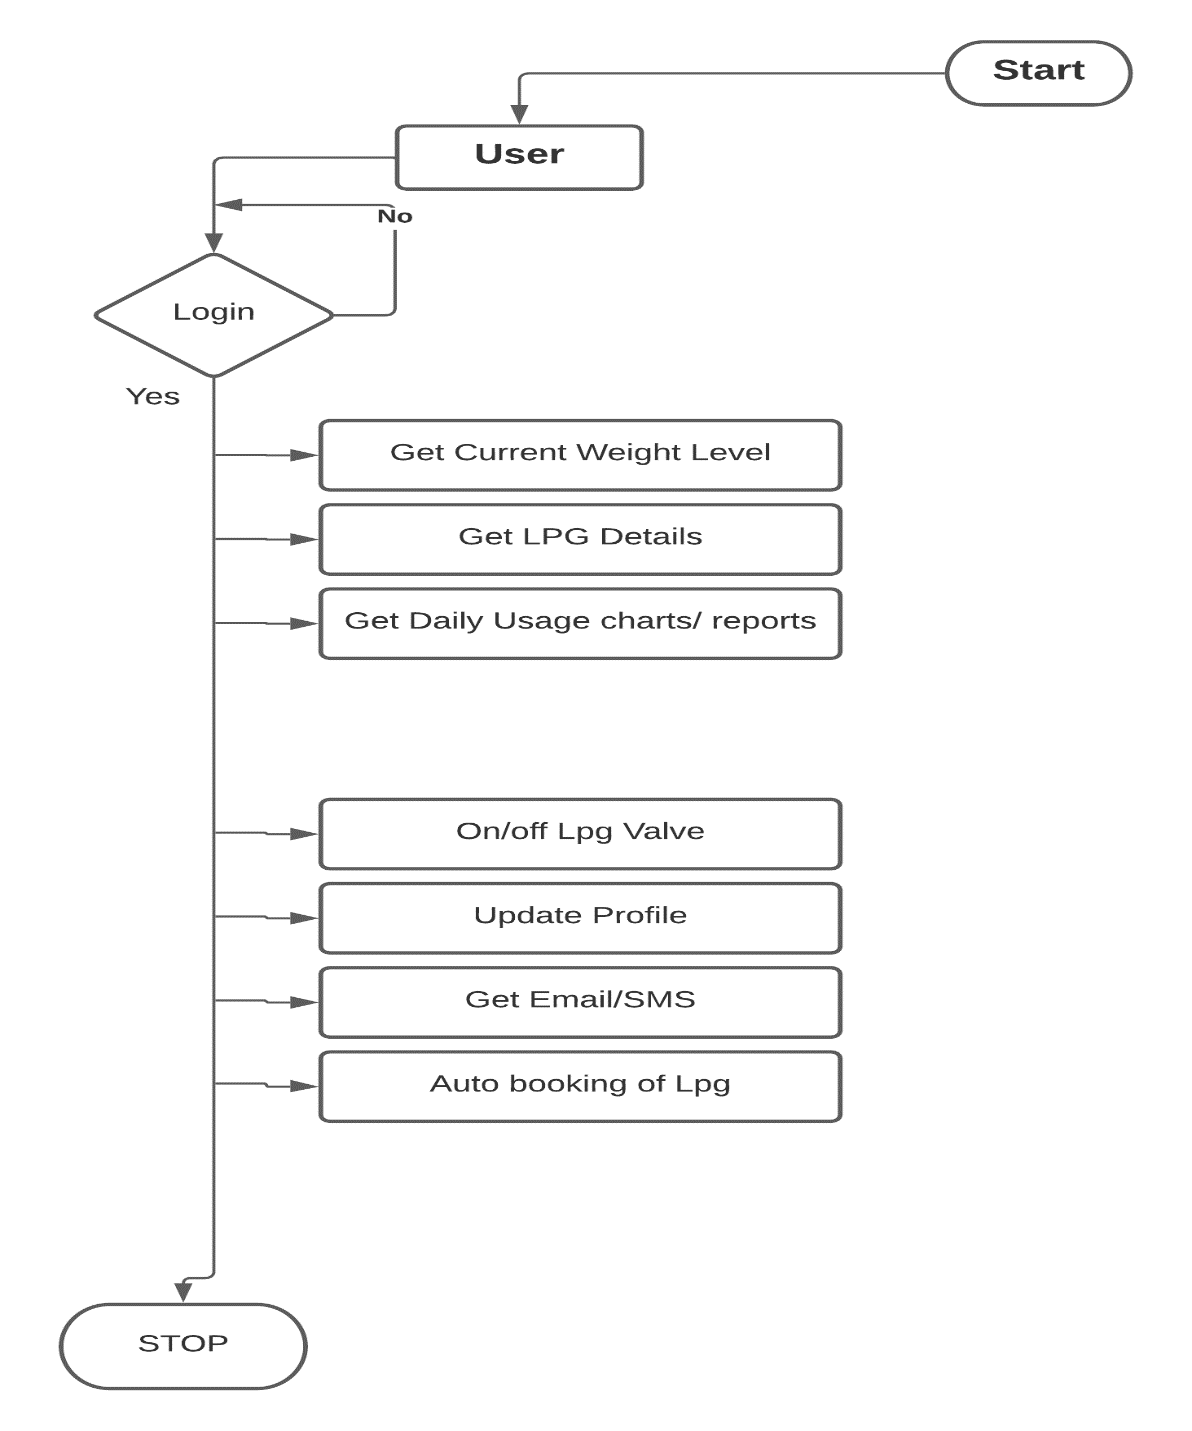 Start
User
No
Login
Yes
Get Current Weight Level
Get LPG Details
Get Daily Usage charts/ reports
On/off Lpg Valve
Update Profile
Get Email/SMS
Auto booking of Lpg
STOP